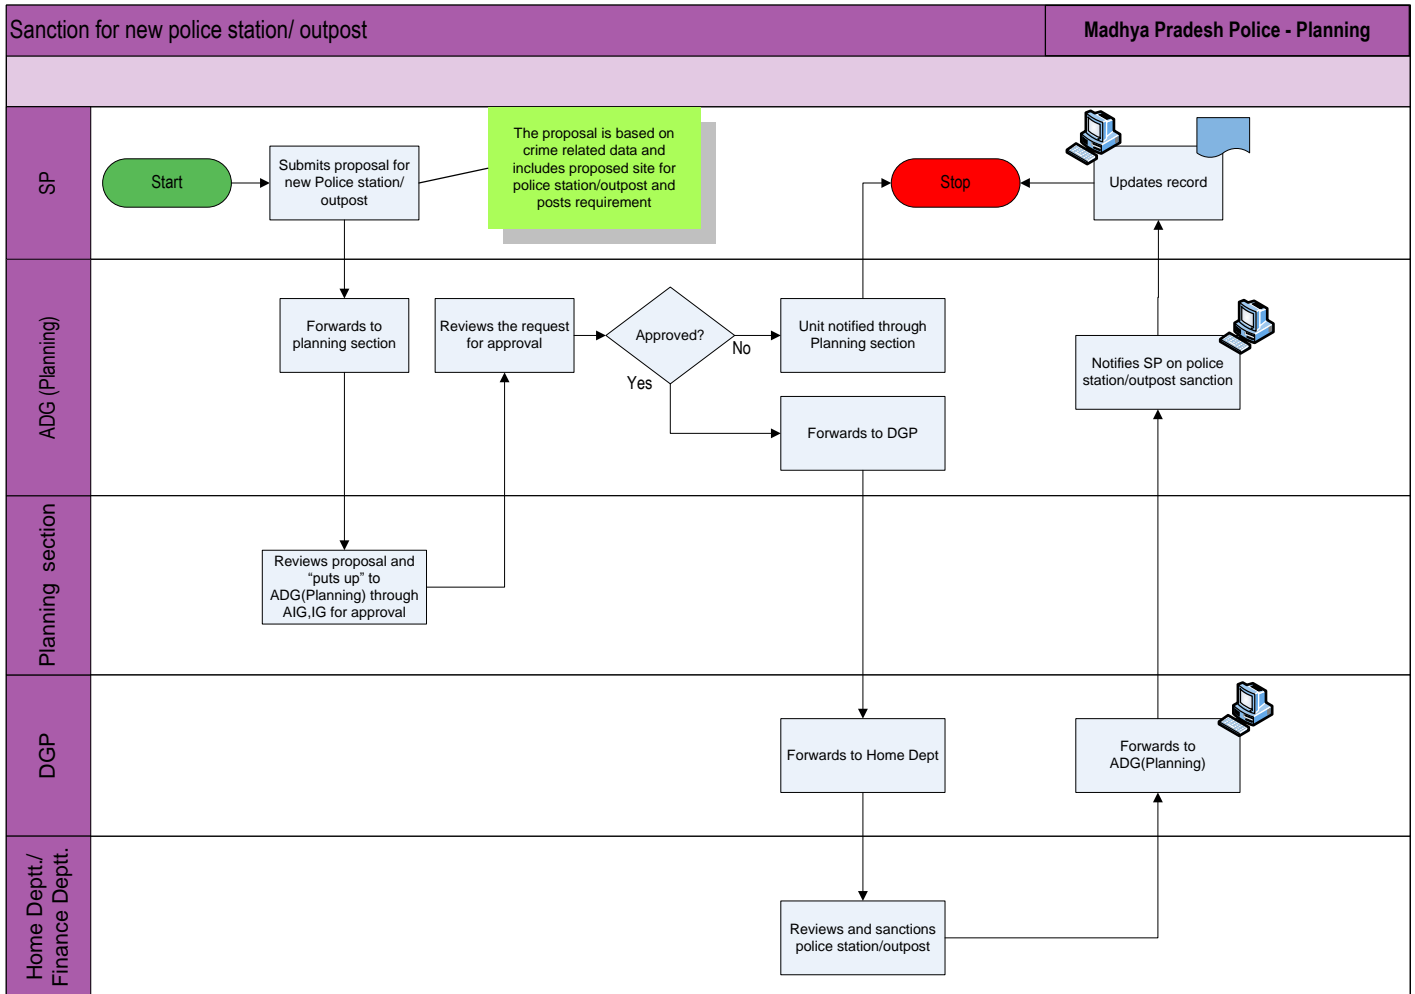 Sanction for new police station/ outpost
Madhya Pradesh Police - Planning
SP
Start
Submits proposal for
new Police station/
outpost
The proposal is based on
crime related data and
includes proposed site for
police station/outpost and
posts requirement
Stop
Updates record
ADG (Planning)
Forwards to
planning section
Reviews the request
for approval
Approved?
No
Yes
Unit notified through
Planning section
Forwards to DGP
Notifies SP on police
station/outpost sanction
Planning section
Reviews proposal and
“puts up” to
ADG(Planning) through
AIG,IG for approval
DGP
Forwards to Home Dept
Forwards to
ADG(Planning)
Home Deptt./
Finance Deptt.
Reviews and sanctions
police station/outpost